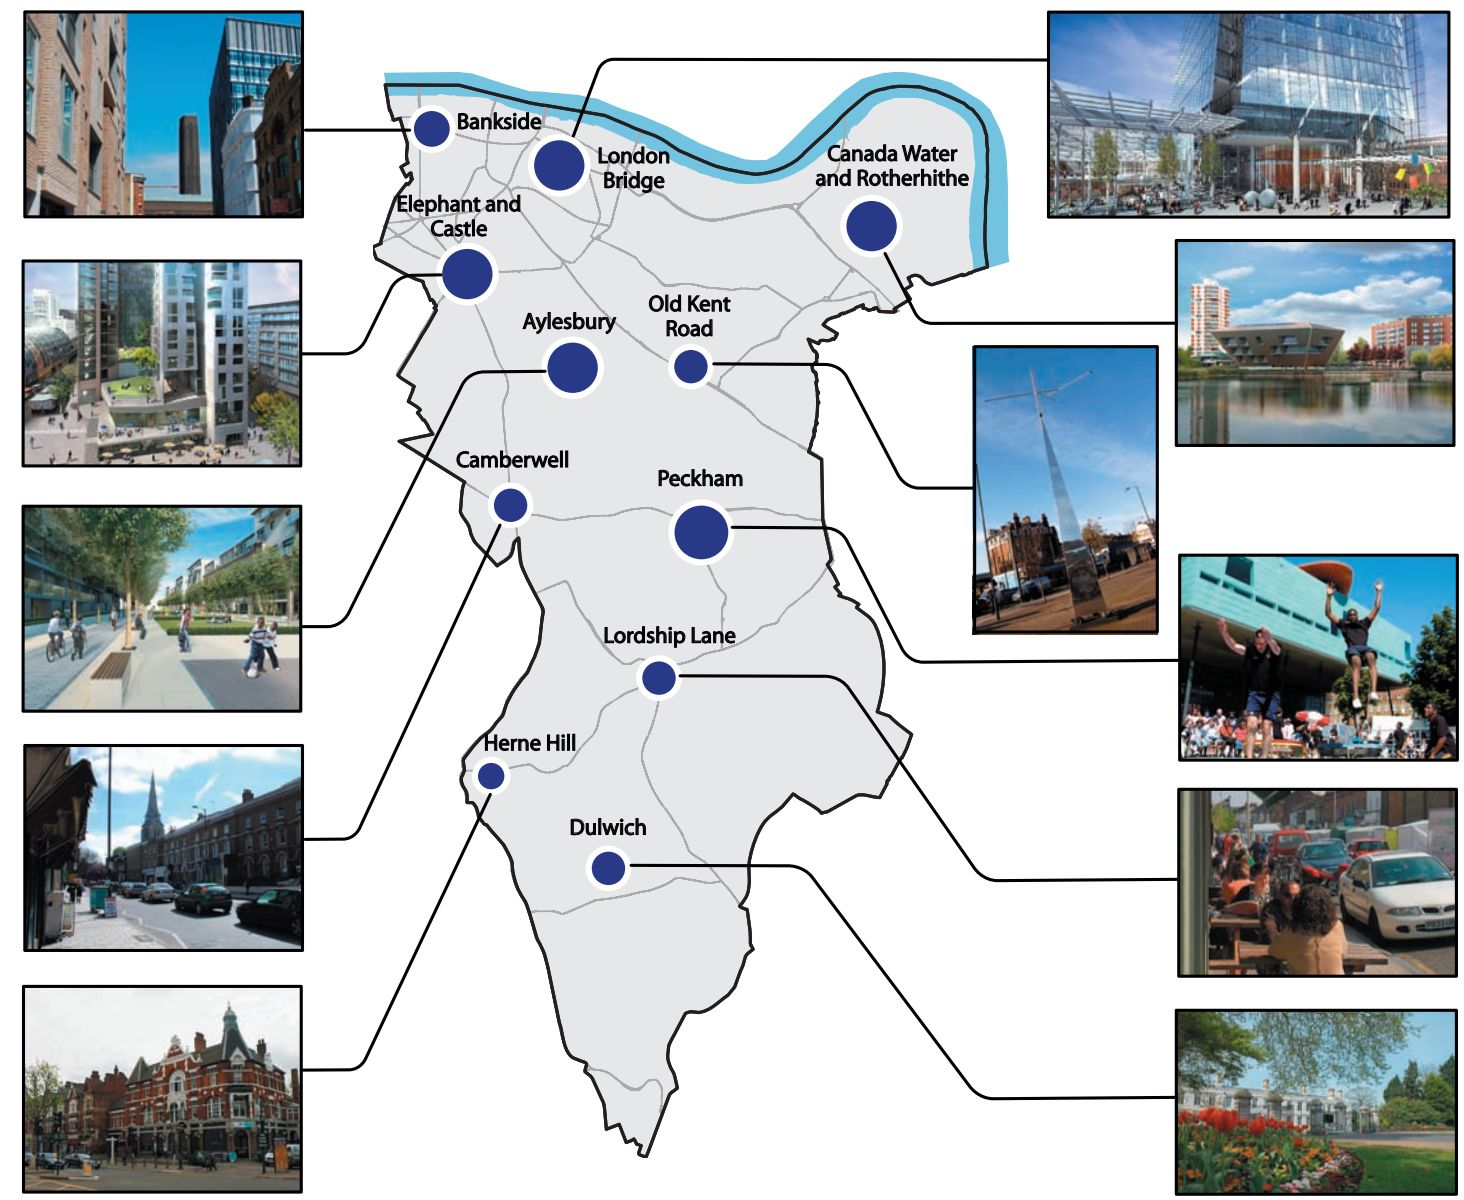 Bankside
London
Bridge
Canada Water
and Rotherhithe
Elephant and
Castle
Old Kent
Road
Aylesbury
Camberwell
Peckham
Lordship Lane
Herne Hill
Dulwich